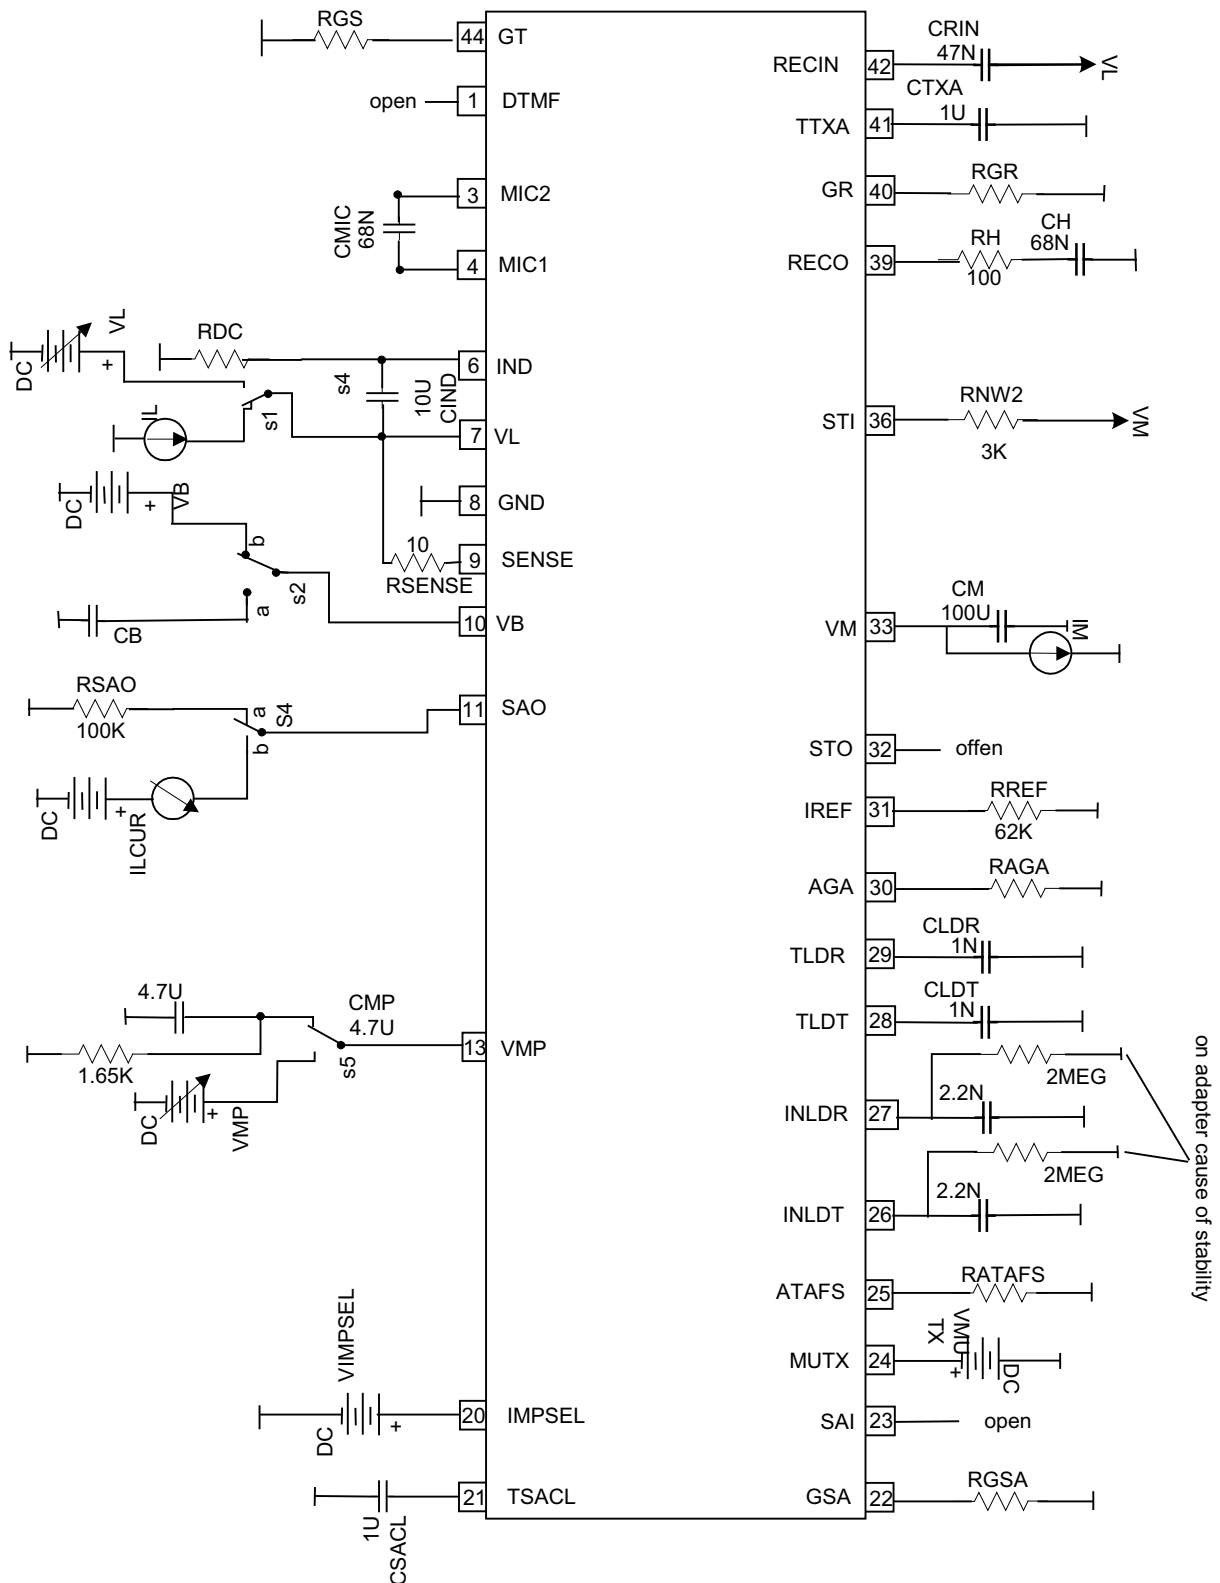 RGS
44 GT
open 1 DTMF
3 MIC2
CMIC
68N
4 MIC1
VL
DC
+
RDC
6 IND
s4
10U
CIND
s1
IL
7 VL
VB
DC
+
8 GND
b
10
9 SENSE
RSENSE
s2
a
CB
10 VB
RSAO
100K
a
S4
b
11 SAO
DC
+
ILCUR
4.7U
CMP
4.7U
1.65K
s5
13 VMP
DC
+
VMP
VIMPSEL
DC
+
20 IMPSEL
21 TSACL
1U
CSACL
RECIN 42
CRIN
47N
VL
TTXA 41
CTXA
1U
GR 40
RGR
RECO 39
RH
100
CH
68N
STI 36
RNW2
3K
VM
VM 33
CM
100U
IM
STO 32 offen
IREF 31
RREF
62K
AGA 30
RAGA
TLDR 29
CLDR
1N
TLDT 28
CLDT
1N
2MEG
INLDR 27
2.2N
2MEG
INLDT 26
2.2N
on adapter cause of stability
ATAFS 25
RATAFS
MUTX 24
VMU
TX
+
DC
SAI 23 open
GSA 22
RGSA